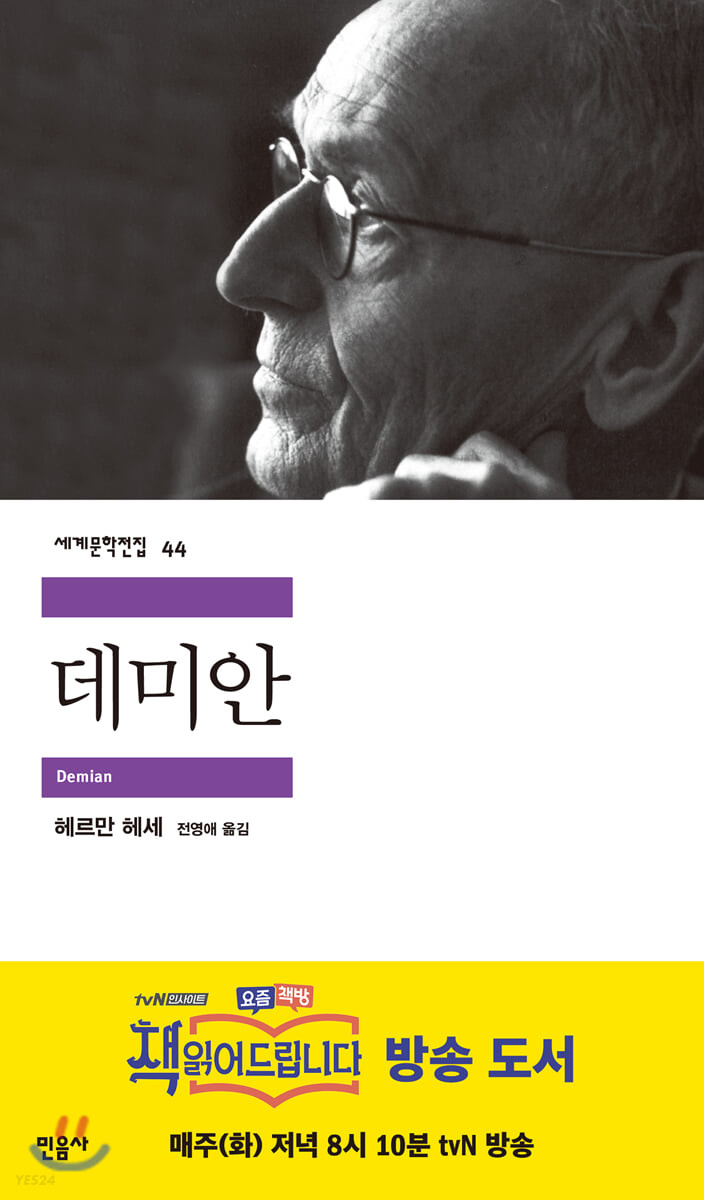 세계문학전집 44
데미안
Demian
헤르만 헤세 전영애 옮김
tvN 인사이트 요즘 책방
책 읽어드립니다 방송 도서
매주(화) 저녁 8시 10분 tvN 방송
민음사
YES24